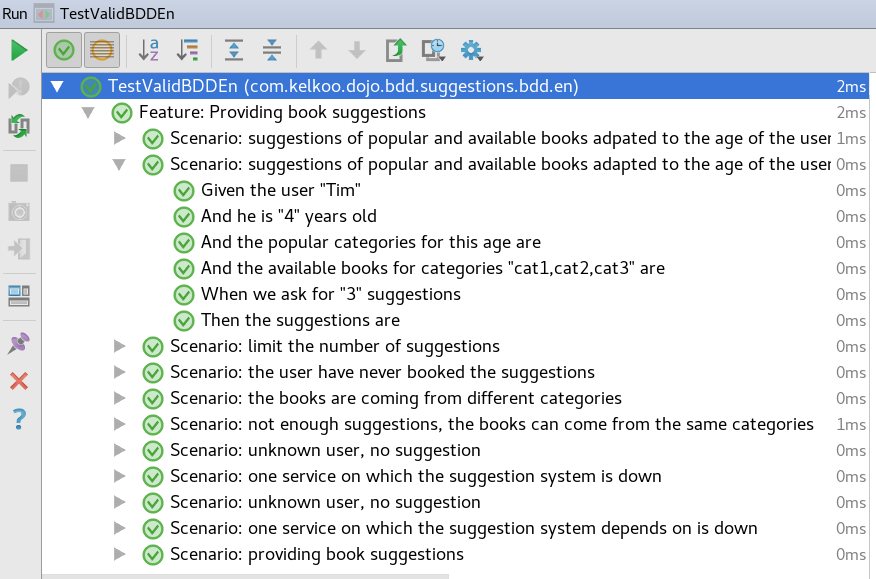 Run TestValidBDDEn
TestValidBDDEn (com.kelkoo.dojo.bdd.suggestions.bdd.en) 2ms
Feature: Providing book suggestions 2ms
Scenario: suggestions of popular and available books adpated to the age of the user 1ms
Scenario: suggestions of popular and available books adapted to the age of the user 0ms
Given the user "Tim" 0ms
And he is "4" years old 0ms
And the popular categories for this age are 0ms
And the available books for categories "cat1,cat2,cat3" are 0ms
When we ask for "3" suggestions 0ms
Then the suggestions are 0ms
Scenario: limit the number of suggestions 0ms
Scenario: the user have never booked the suggestions 0ms
Scenario: the books are coming from different categories 0ms
Scenario: not enough suggestions, the books can come from the same categories 1ms
Scenario: unknown user, no suggestion 0ms
Scenario: one service on which the suggestion system is down 0ms
Scenario: unknown user, no suggestion 0ms
Scenario: one service on which the suggestion system depends on is down 0ms
Scenario: providing book suggestions 0ms